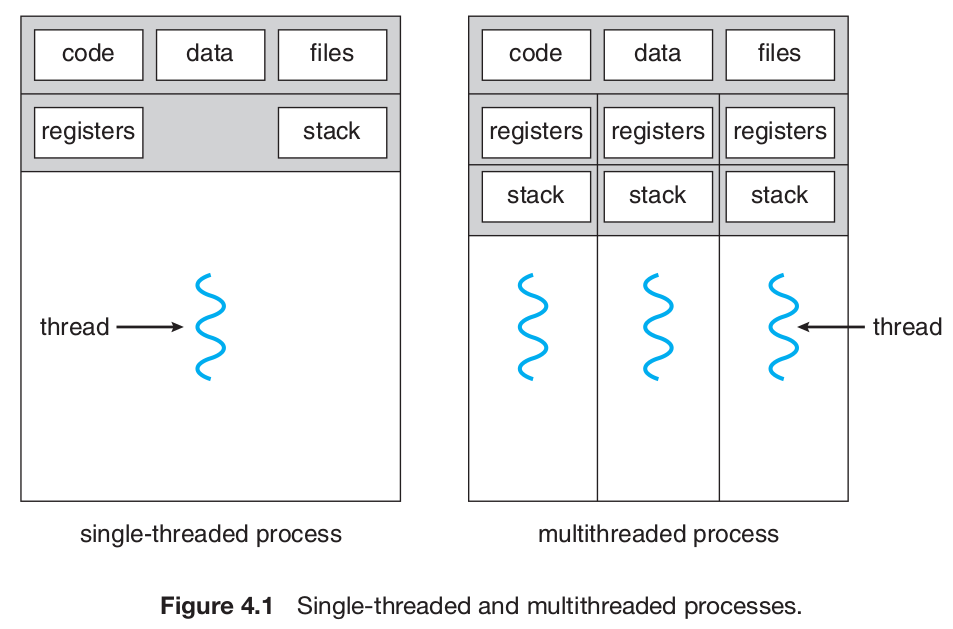 code data files code data files
registers stack registers registers registers
stack stack stack
thread thread
single-threaded process multithreaded process
Figure 4.1 Single-threaded and multithreaded processes.